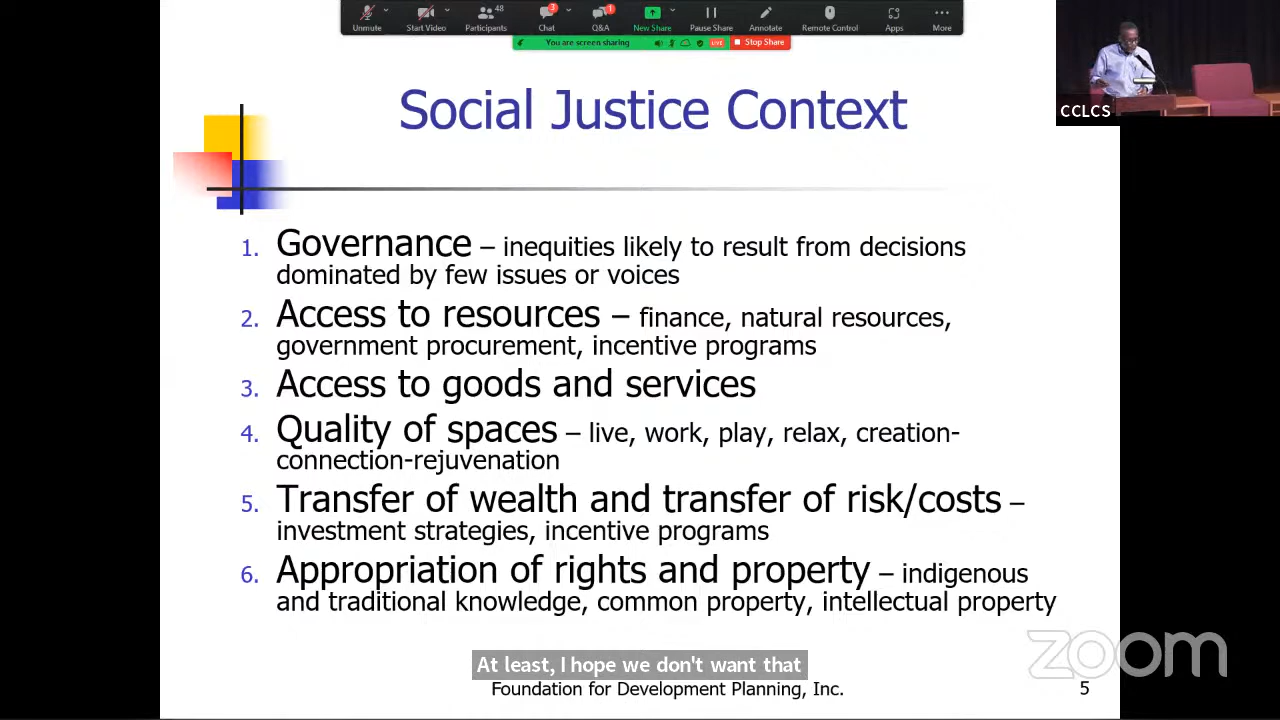 48
3
1
Unmute
Start Video
Participants
Chat
Q&A
New Share
Pause Share
Annotate
Remote Control
Apps
More
You are screen sharing
LIVE
Stop Share
CCLCS
Social Justice Context
1. Governance – inequities likely to result from decisions
dominated by few issues or voices
2. Access to resources – finance, natural resources,
government procurement, incentive programs
3. Access to goods and services
4. Quality of spaces – live, work, play, relax, creation-
connection-rejuvenation
5. Transfer of wealth and transfer of risk/costs –
investment strategies, incentive programs
6. Appropriation of rights and property – indigenous
and traditional knowledge, common property, intellectual property
zoom
At least, I hope we don't want that
Foundation for Development Planning, Inc.
5